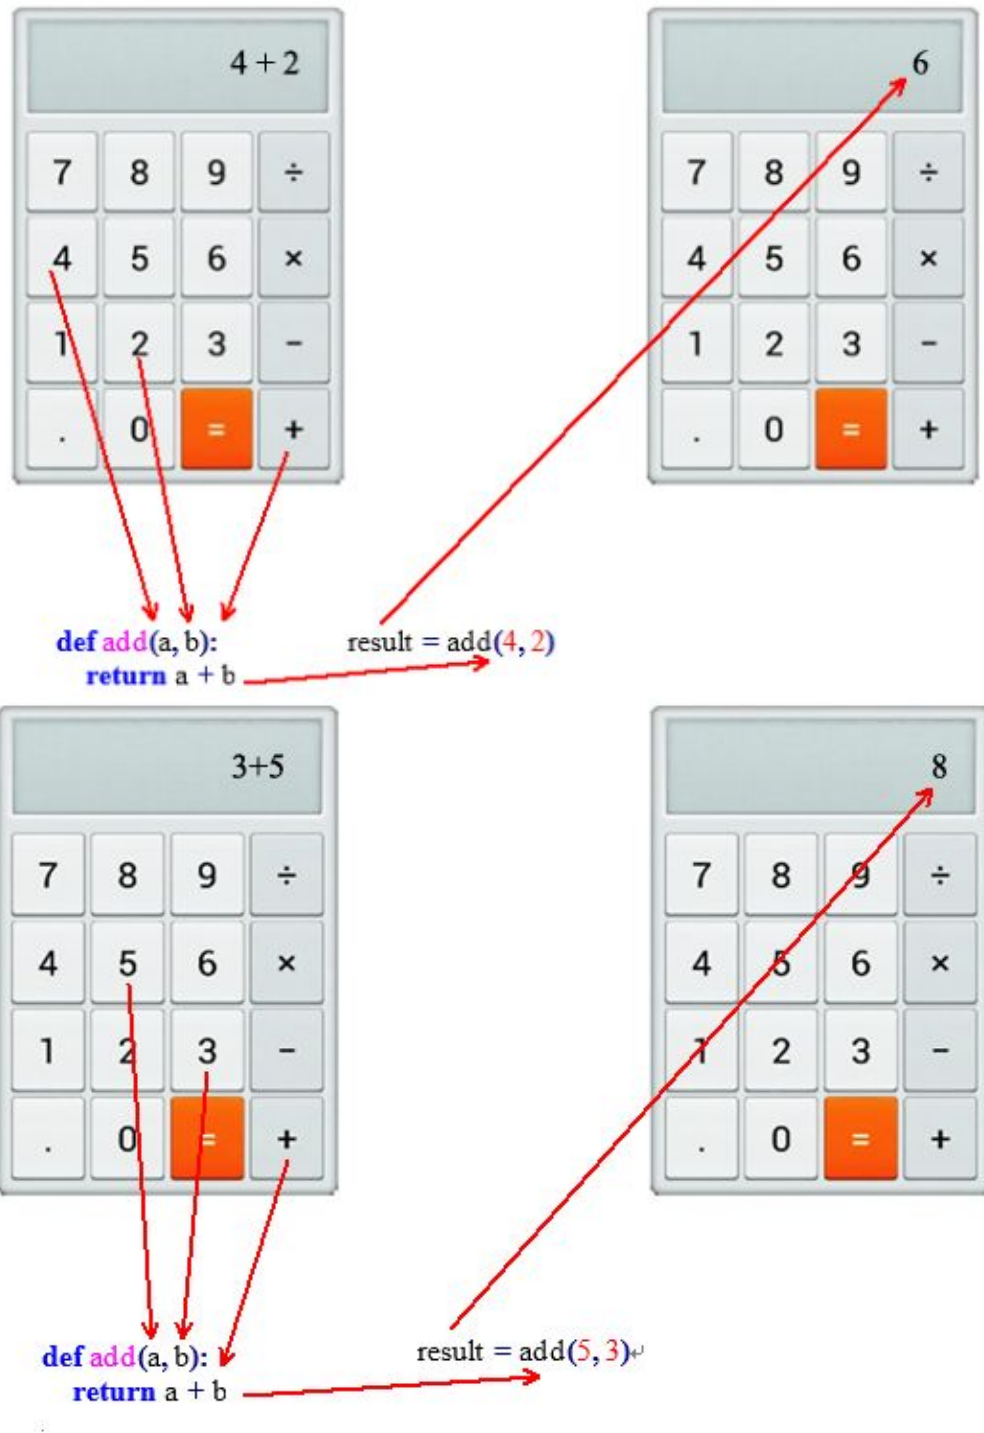 4 + 2
7 8 9 ÷
4 5 6 ×
1 2 3 −
. 0 = +
6
7 8 9 ÷
4 5 6 ×
1 2 3 −
. 0 = +
def add(a, b):
return a + b
result = add(4, 2)
3+5
7 8 9 ÷
4 5 6 ×
1 2 3 −
. 0 = +
8
7 8 9 ÷
4 5 6 ×
1 2 3 −
. 0 = +
def add(a, b):
return a + b
result = add(5, 3)↵